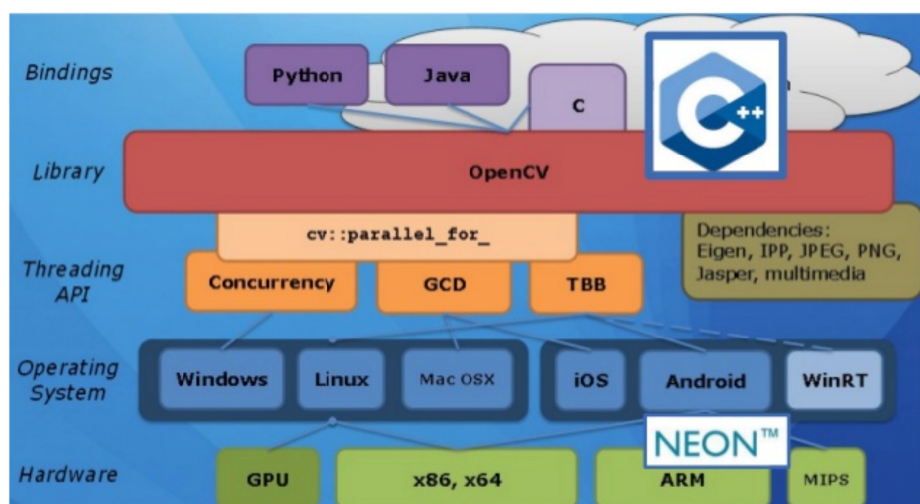 Bindings
Python
Java
C
C++
Library
OpenCV
cv::parallel_for_
Dependencies:
Eigen, IPP, JPEG, PNG,
Jasper, multimedia
Threading
API
Concurrency
GCD
TBB
Operating
System
Windows
Linux
Mac OSX
iOS
Android
WinRT
NEON™
Hardware
GPU
x86, x64
ARM
MIPS